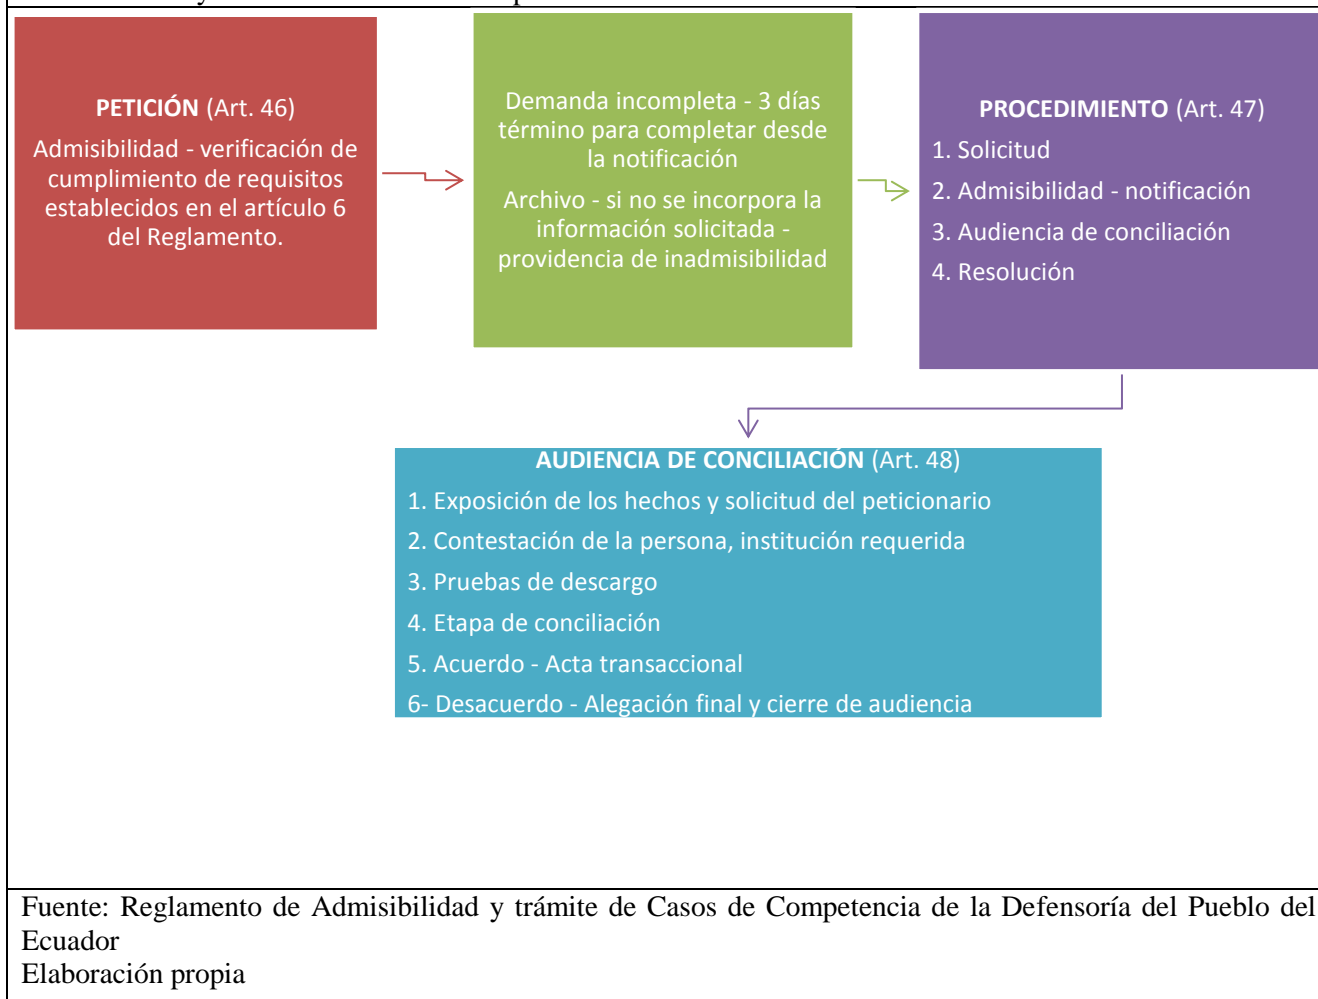 y
PETICIÓN (Art. 46)
Admisibilidad - verificación de
cumplimiento de requisitos
establecidos en el artículo 6
del Reglamento.
Demanda incompleta - 3 días
término para completar desde
la notificación
Archivo - si no se incorpora la
información solicitada -
providencia de inadmisibilidad
PROCEDIMIENTO (Art. 47)
1. Solicitud
2. Admisibilidad - notificación
3. Audiencia de conciliación
4. Resolución
AUDIENCIA DE CONCILIACIÓN (Art. 48)
1. Exposición de los hechos y solicitud del peticionario
2. Contestación de la persona, institución requerida
3. Pruebas de descargo
4. Etapa de conciliación
5. Acuerdo - Acta transaccional
6- Desacuerdo - Alegación final y cierre de audiencia
Fuente: Reglamento de Admisibilidad y trámite de Casos de Competencia de la Defensoría del Pueblo del
Ecuador
Elaboración propia